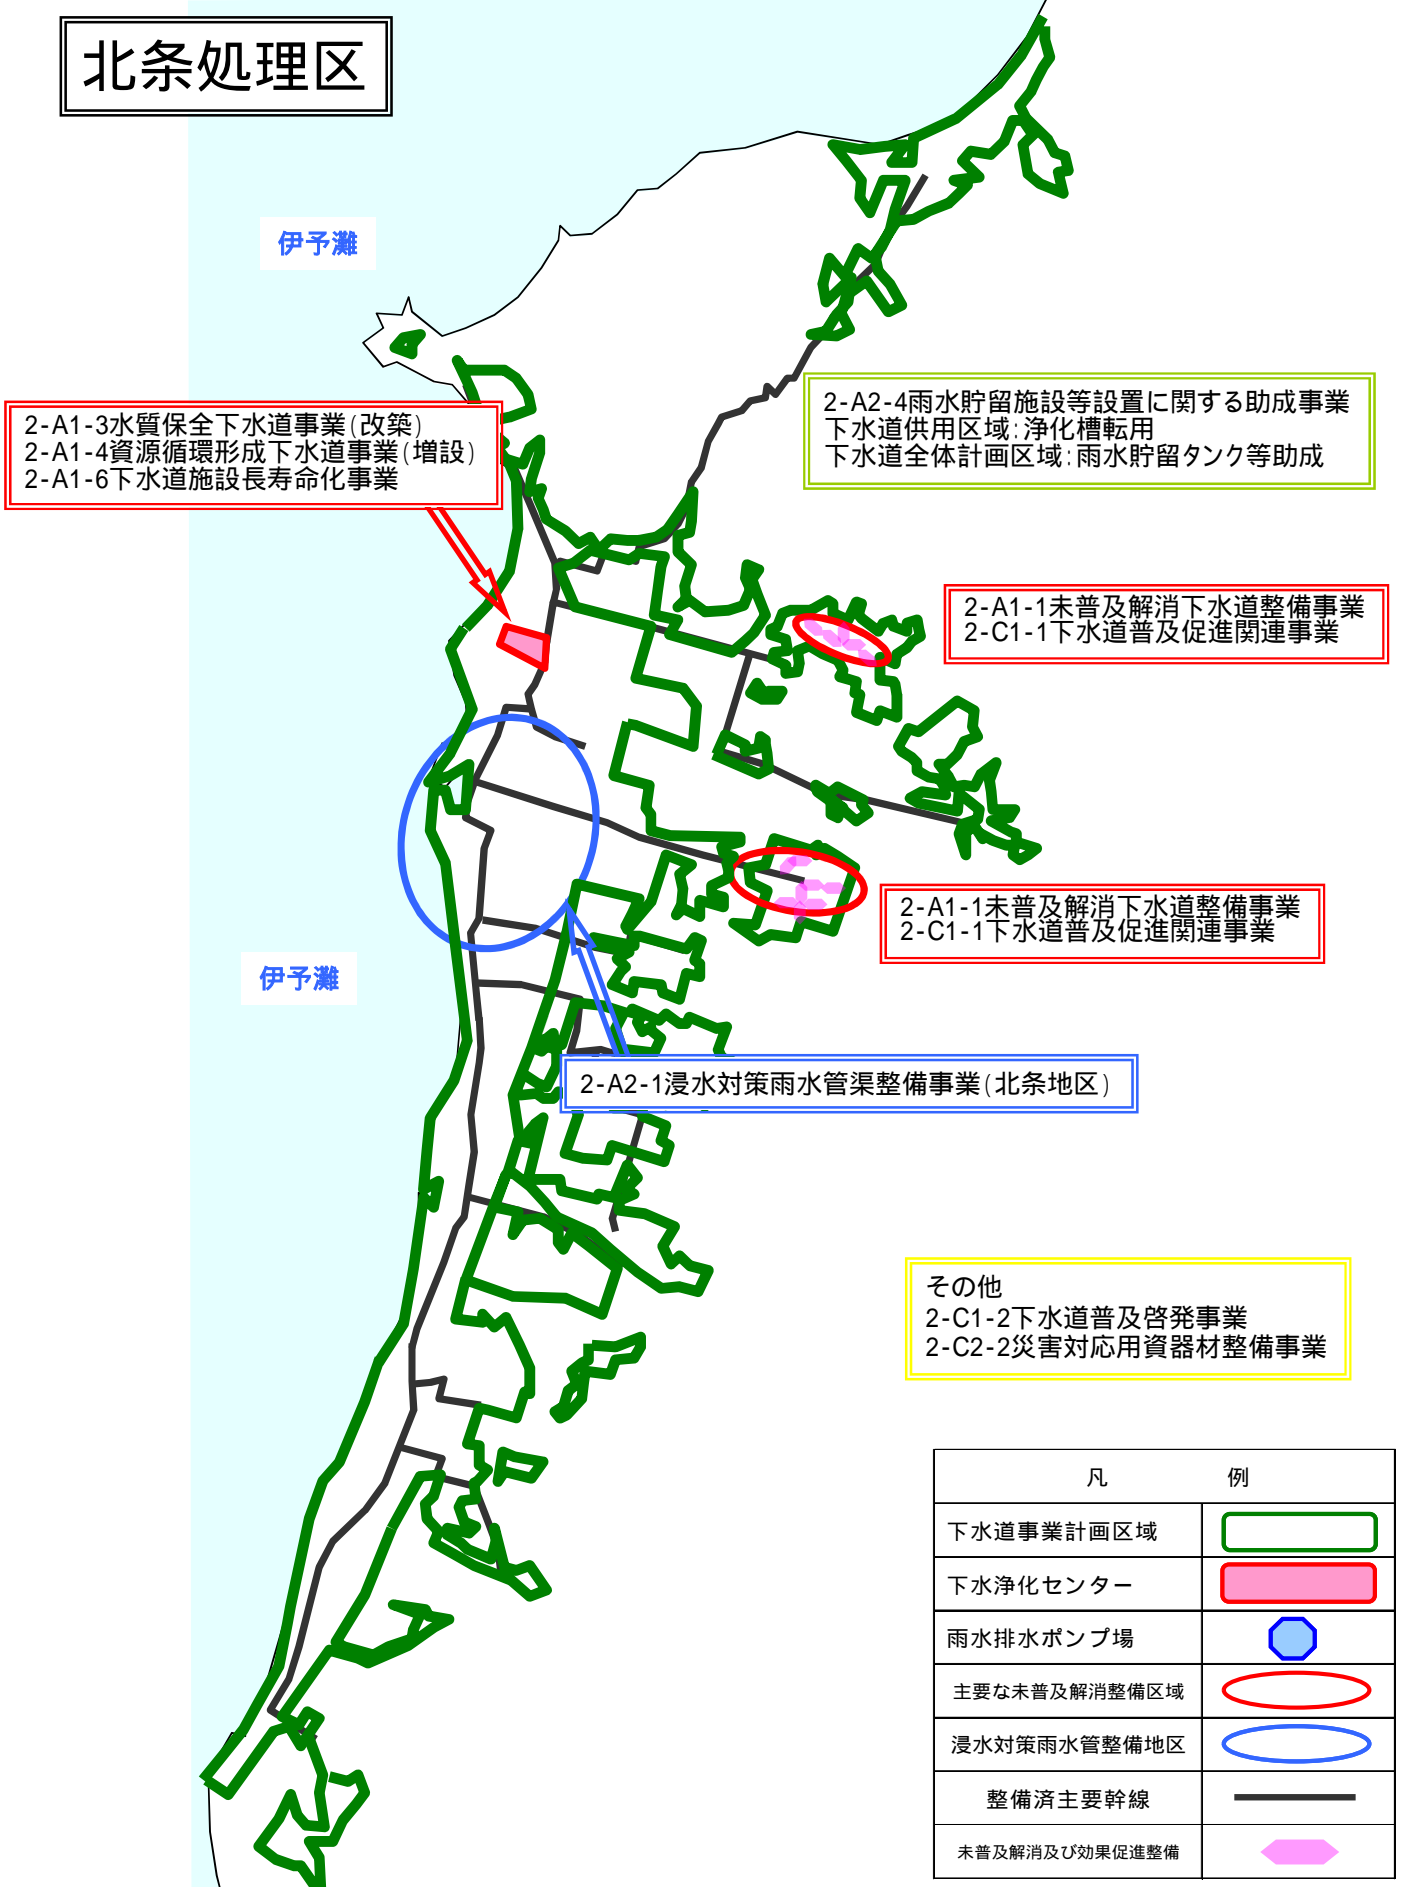 北条処理区
伊予灘
2-A1-3水質保全下水道事業(改築)
2-A1-4資源循環形成下水道事業(増設)
2-A1-6下水道施設長寿命化事業
2-A2-4雨水貯留施設等設置に関する助成事業
下水道供用区域:浄化槽転用
下水道全体計画区域:雨水貯留タンク等助成
2-A1-1未普及解消下水道整備事業
2-C1-1下水道普及促進関連事業
2-A1-1未普及解消下水道整備事業
2-C1-1下水道普及促進関連事業
伊予灘
2-A2-1浸水対策雨水管渠整備事業(北条地区)
その他
2-C1-2下水道普及啓発事業
2-C2-2災害対応用資器材整備事業
凡 例
下水道事業計画区域
下水浄化センター
雨水排水ポンプ場
主要な未普及解消整備区域
浸水対策雨水管整備地区
整備済主要幹線
未普及解消及び効果促進整備